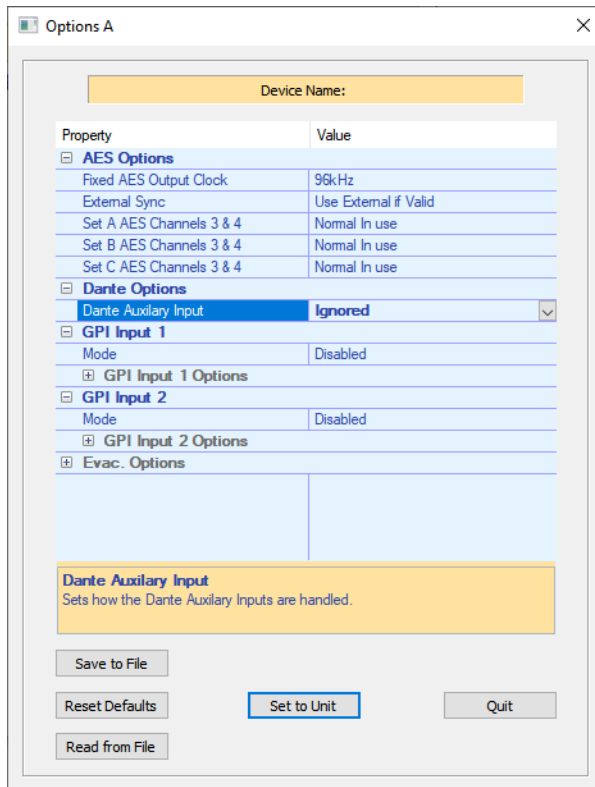 Options A
Device Name:
Property Value
AES Options
Fixed AES Output Clock 96kHz
External Sync Use External if Valid
Set A AES Channels 3 & 4 Normal In use
Set B AES Channels 3 & 4 Normal In use
Set C AES Channels 3 & 4 Normal In use
Dante Options
Dante Auxilary Input Ignored
GPI Input 1
Mode Disabled
GPI Input 1 Options
GPI Input 2
Mode Disabled
GPI Input 2 Options
Evac. Options
Dante Auxilary Input
Sets how the Dante Auxilary Inputs are handled.
Save to File
Reset Defaults Set to Unit Quit
Read from File